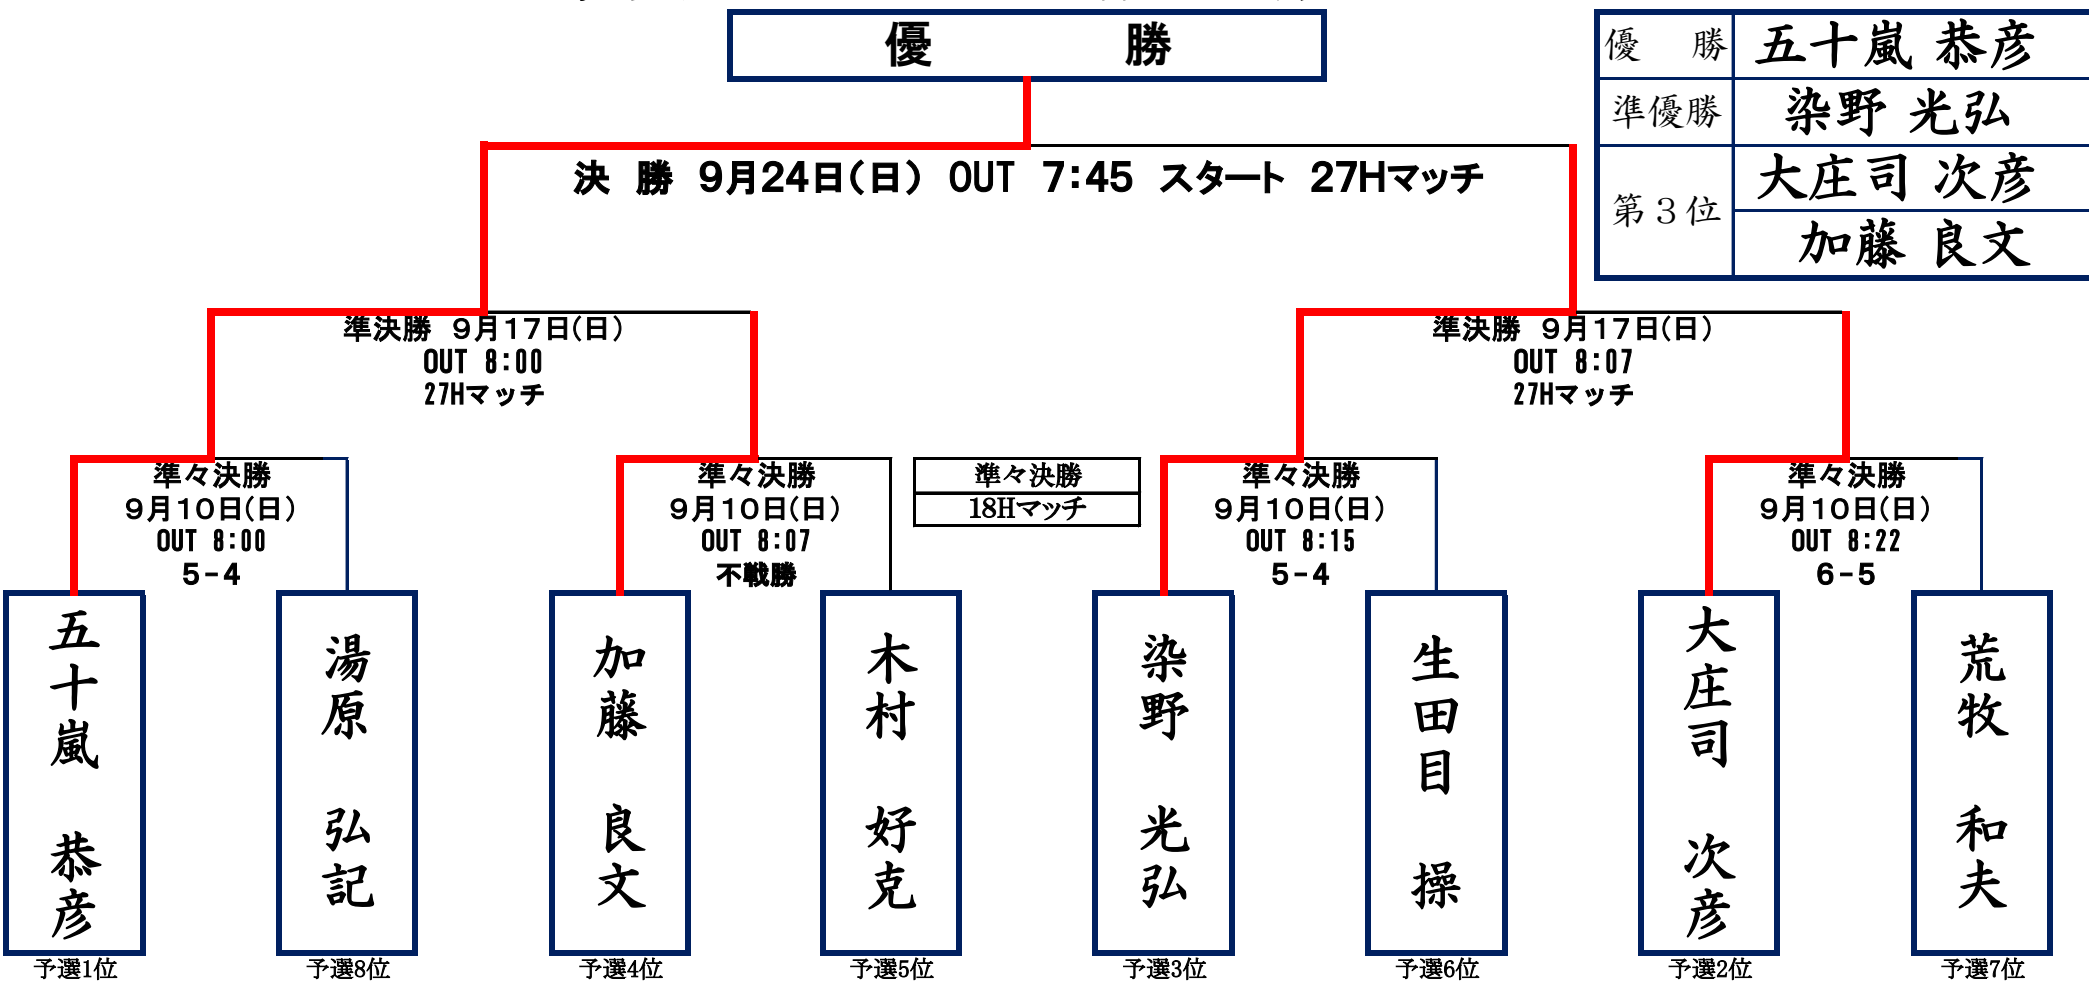 優　勝
優　勝 五十嵐 恭彦
準優勝 染野 光弘
第３位 大庄司 次彦
加藤 良文
決 勝 9月24日(日) OUT 7:45 スタート 27Hマッチ
準決勝 9月17日(日)
OUT 8:00
27Hマッチ
準決勝 9月17日(日)
OUT 8:07
27Hマッチ
準々決勝
9月10日(日)
OUT 8:00
5-4
準々決勝
9月10日(日)
OUT 8:07
不戦勝
準々決勝
18Hマッチ
準々決勝
9月10日(日)
OUT 8:15
5-4
準々決勝
9月10日(日)
OUT 8:22
6-5
五十嵐 恭彦
湯原 弘記
加藤 良文
木村 好克
染野 光弘
生田目 操
大庄司 次彦
荒牧 和夫
予選1位
予選8位
予選4位
予選5位
予選3位
予選6位
予選2位
予選7位